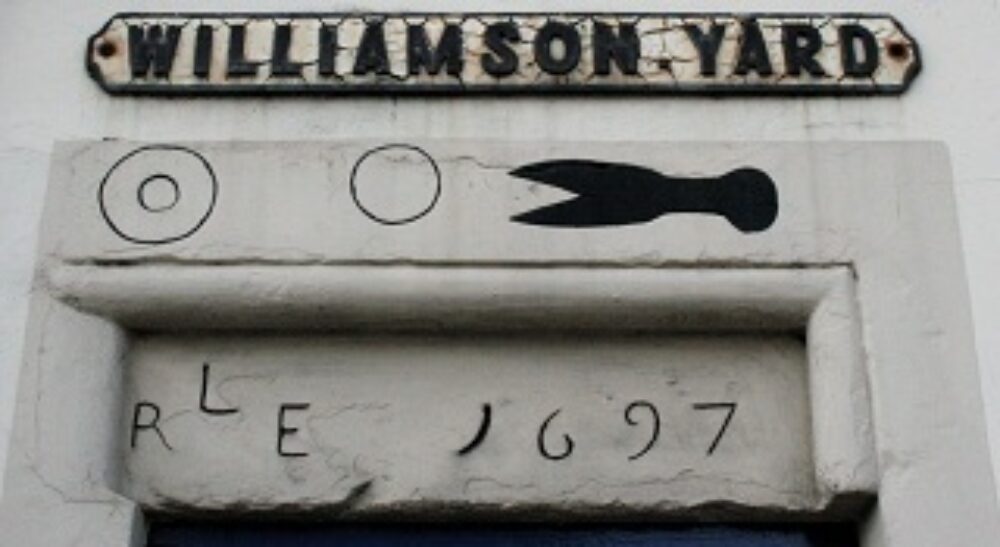 WILLIAMSON. YARD
R L E 1697